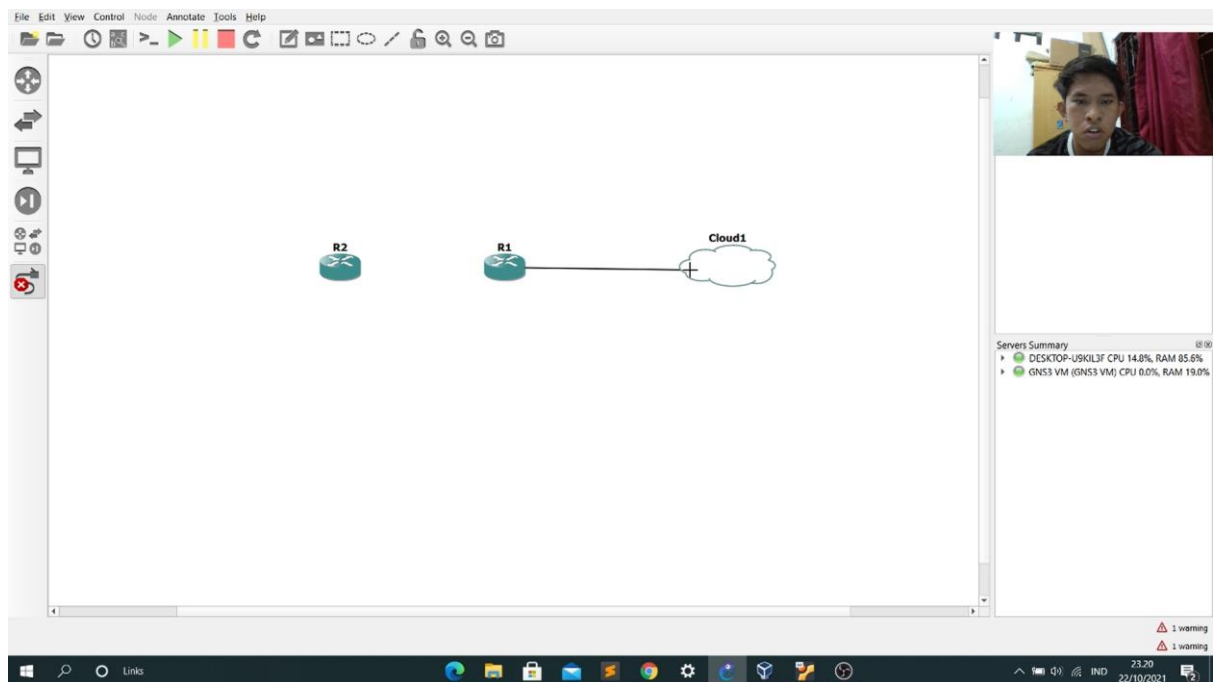 File Edit View Control Node Annotate Tools Help
R2
R1
Cloud1
Servers Summary
DESKTOP-U9KIL3F CPU 14.8%, RAM 85.6%
GNS3 VM (GNS3 VM) CPU 0.0%, RAM 19.0%
1 warning
1 warning
Links
IND
23.20
22/10/2021
2